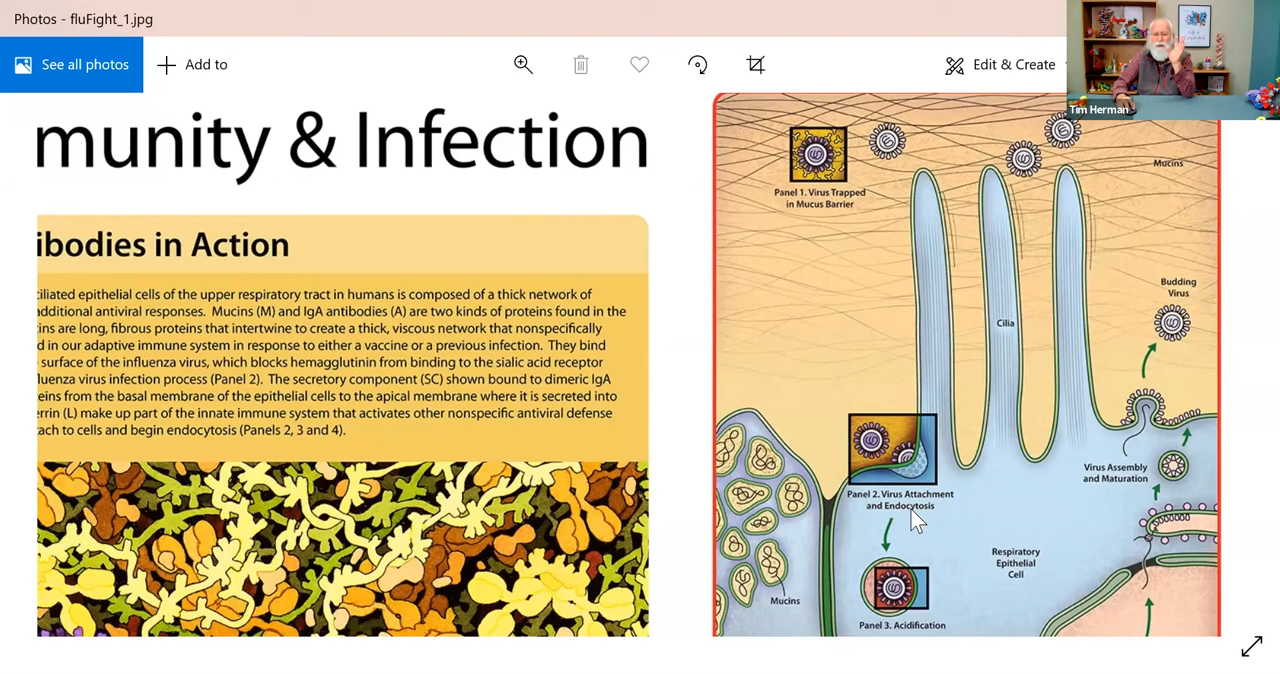 Photos - fluFight_1.jpg
See all photos
Add to
Edit & Create
Tim Herman
munity & Infection
ibodies in Action
ciliated epithelial cells of the upper respiratory tract in humans is composed of a thick network of
additional antiviral responses. Mucins (M) and IgA antibodies (A) are two kinds of proteins found in the
ins are long, fibrous proteins that intertwine to create a thick, viscous network that nonspecifically
d in our adaptive immune system in response to either a vaccine or a previous infection. They bind
surface of the influenza virus, which blocks hemagglutinin from binding to the sialic acid receptor
fluenza virus infection process (Panel 2). The secretory component (SC) shown bound to dimeric IgA
eins from the basal membrane of the epithelial cells to the apical membrane where it is secreted into
errin (L) make up part of the innate immune system that activates other nonspecific antiviral defense
tach to cells and begin endocytosis (Panels 2, 3 and 4).
Panel 1. Virus Trapped
in Mucus Barrier
Mucins
Budding
Virus
Cilia
Virus Assembly
and Maturation
Panel 2. Virus Attachment
and Endocytosis
Respiratory
Epithelial
Cell
Mucins
Panel 3. Acidification